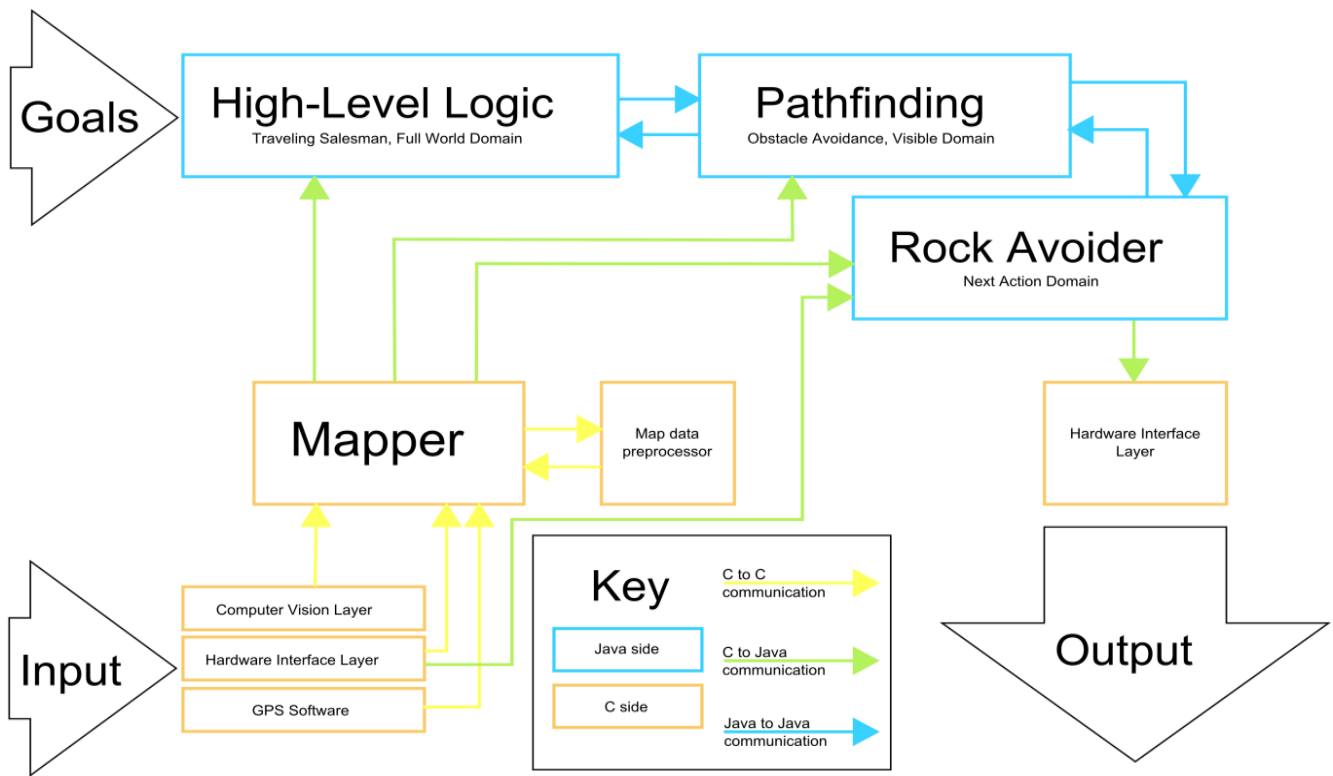 Goals
High-Level Logic
Traveling Salesman, Full World Domain
Pathfinding
Obstacle Avoidance, Visible Domain
Rock Avoider
Next Action Domain
Mapper
Map data
preprocessor
Hardware Interface
Layer
Input
Computer Vision Layer
Hardware Interface Layer
GPS Software
Key
Java side
C side
C to C
communication
C to Java
communication
Java to Java
communication
Output